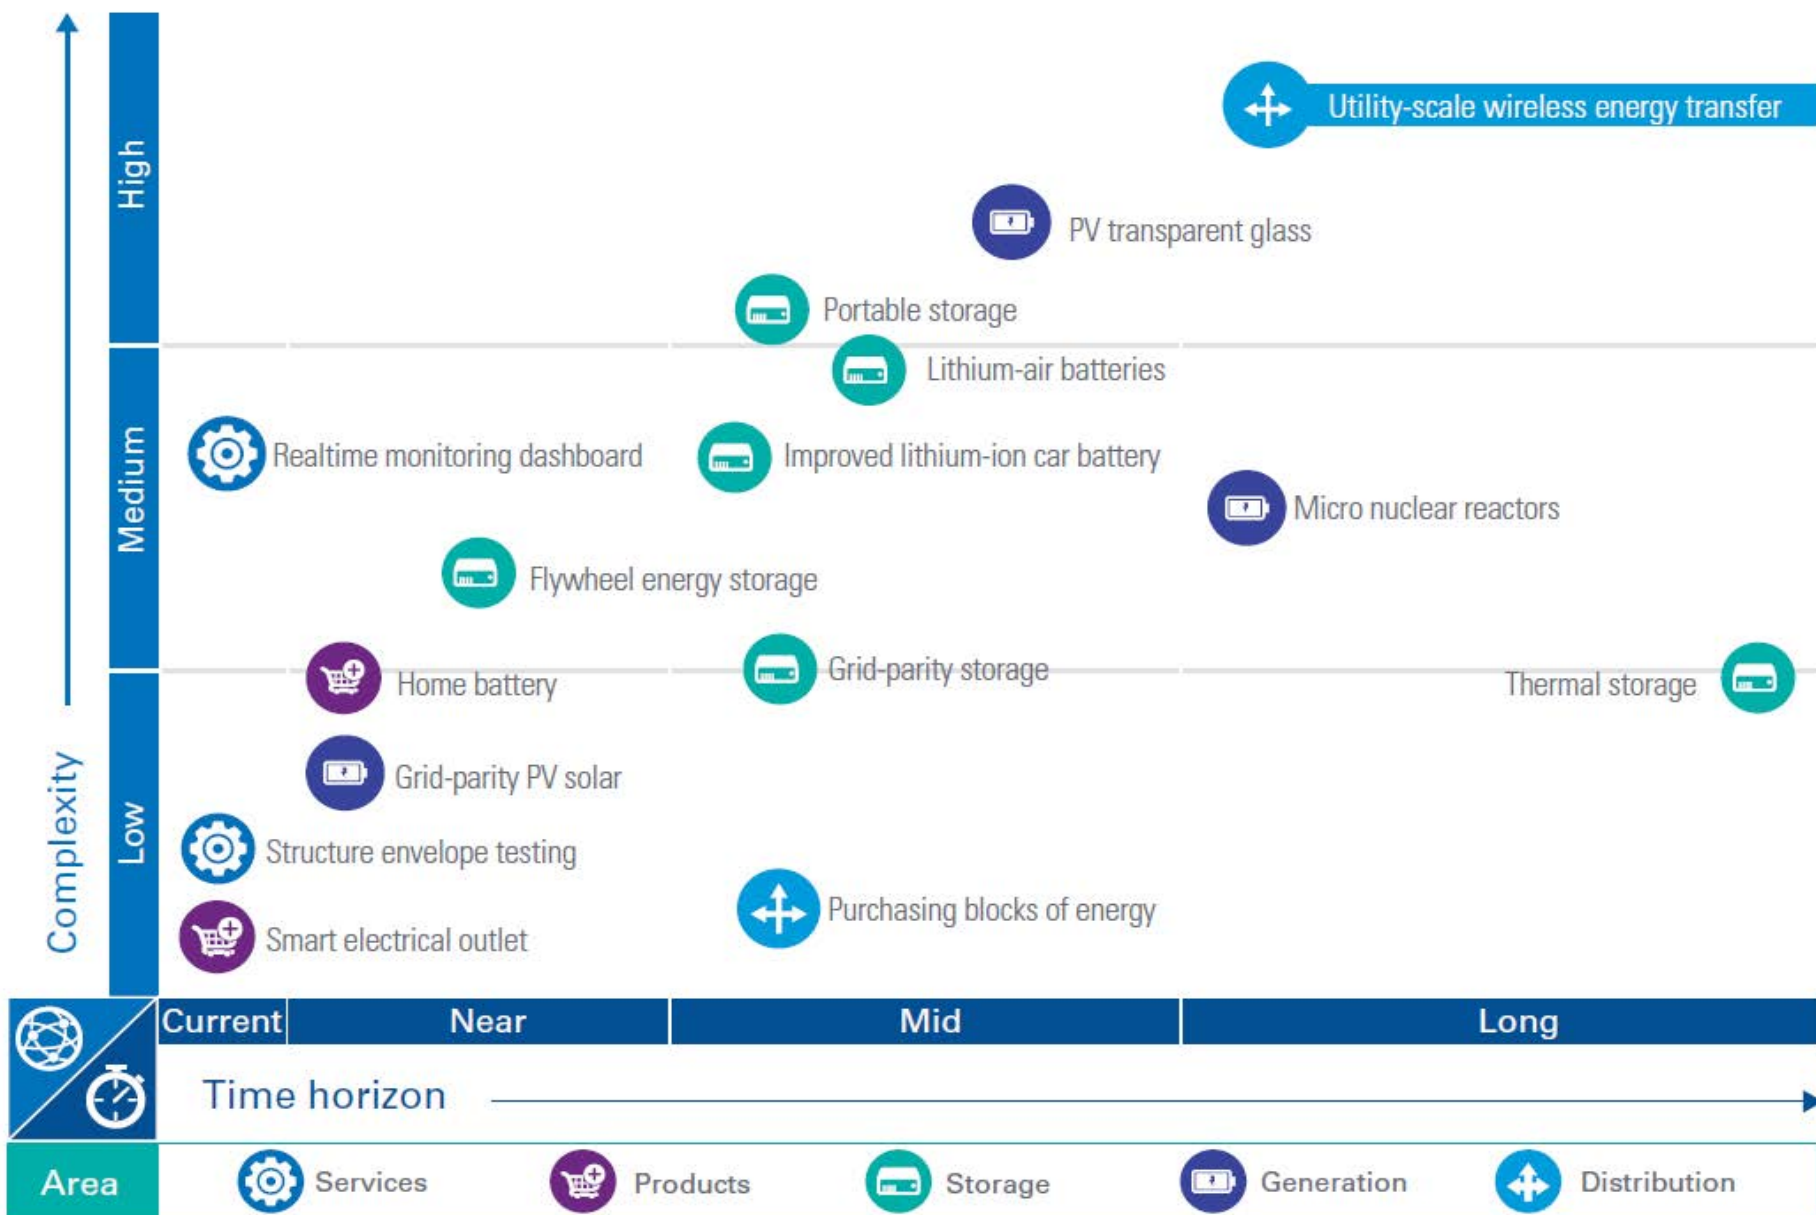 High
Utility-scale wireless energy transfer
PV transparent glass
Portable storage
Medium
Lithium-air batteries
Realtime monitoring dashboard
Improved lithium-ion car battery
Micro nuclear reactors
Flywheel energy storage
Home battery
Grid-parity storage
Thermal storage
Complexity
Low
Grid-parity PV solar
Structure envelope testing
Purchasing blocks of energy
Smart electrical outlet
Current Near Mid Long
Time horizon
Area Services Products Storage Generation Distribution